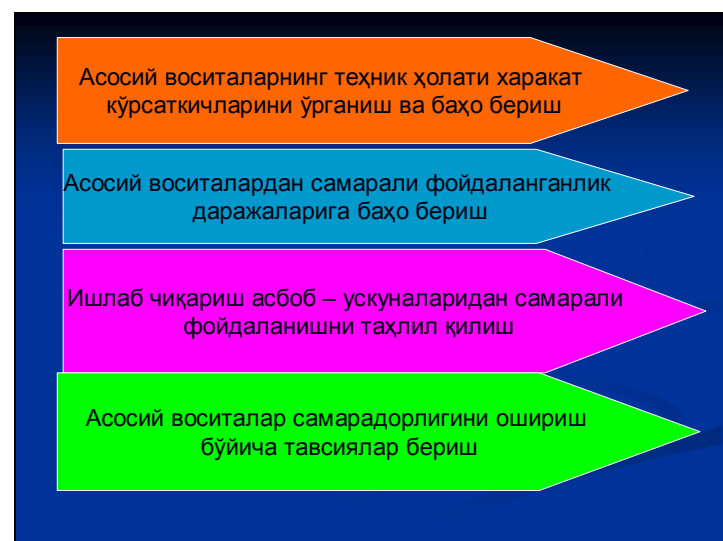 Асосий воситаларнинг теҳник ҳолати харакат
кўрсаткичларини ўрганиш ва баҳо бериш
Асосий воситалардан самарали фойдаланганлик
даражаларига баҳо бериш
Ишлаб чиқариш асбоб – ускуналаридан самарали
фойдаланишни таҳлил қилиш
Асосий воситалар самарадорлигини ошириш
бўйича тавсиялар бериш